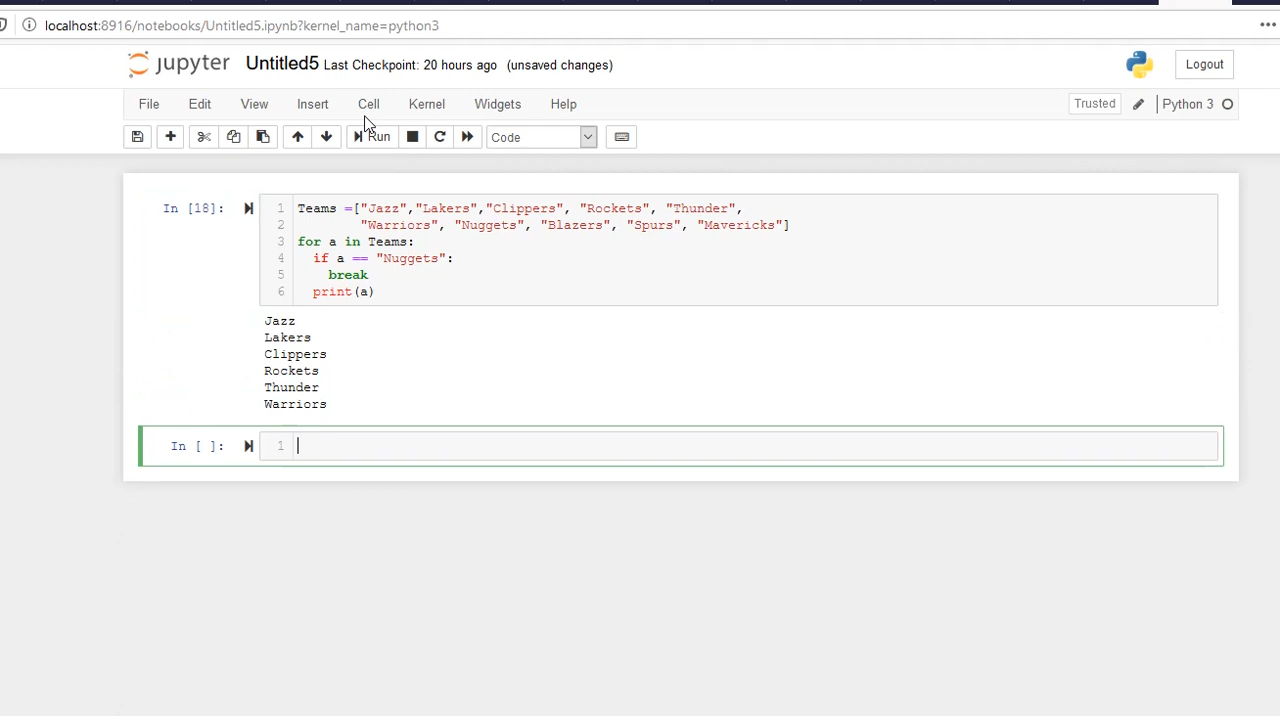 localhost:8916/notebooks/Untitled5.ipynb?kernel_name=python3
jupyter Untitled5 Last Checkpoint: 20 hours ago (unsaved changes) Logout
File Edit View Insert Cell Kernel Widgets Help Trusted Python 3
Run Code
In [18]: 1 Teams =["Jazz","Lakers","Clippers", "Rockets", "Thunder",
2 "Warriors", "Nuggets", "Blazers", "Spurs", "Mavericks"]
3 for a in Teams:
4 if a == "Nuggets":
5 break
6 print(a)
Jazz
Lakers
Clippers
Rockets
Thunder
Warriors
In [ ]: 1